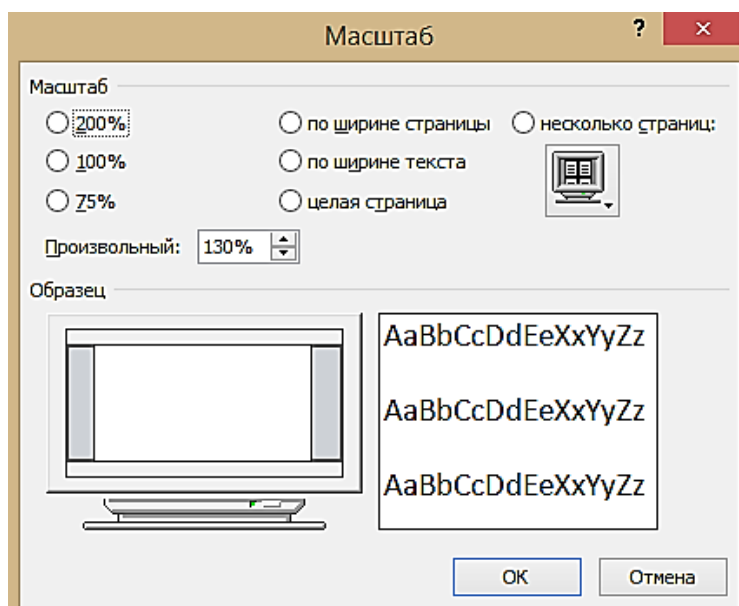 Масштаб ? ×
Масштаб
200% по ширине страницы несколько страниц:
100% по ширине текста
75% целая страница
Произвольный: 130%
Образец
AaBbCcDdEeXxYyZz
AaBbCcDdEeXxYyZz
AaBbCcDdEeXxYyZz
ОК Отмена